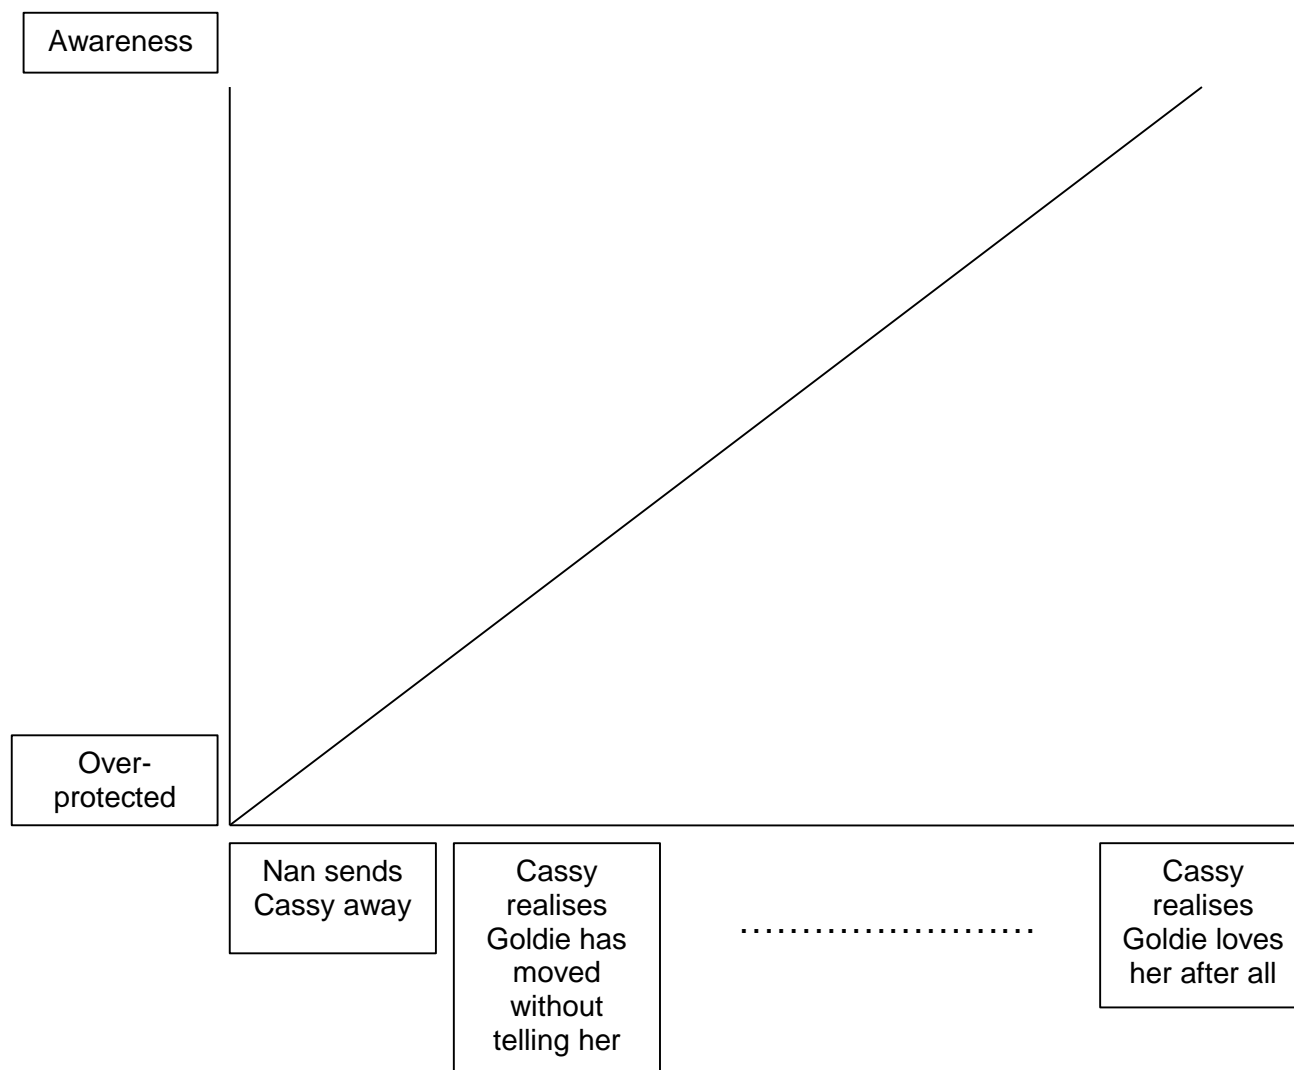 Awareness
Over-
protected
Nan sends
Cassy away
Cassy
realises
Goldie has
moved
without
telling her
........................
Cassy
realises
Goldie loves
her after all